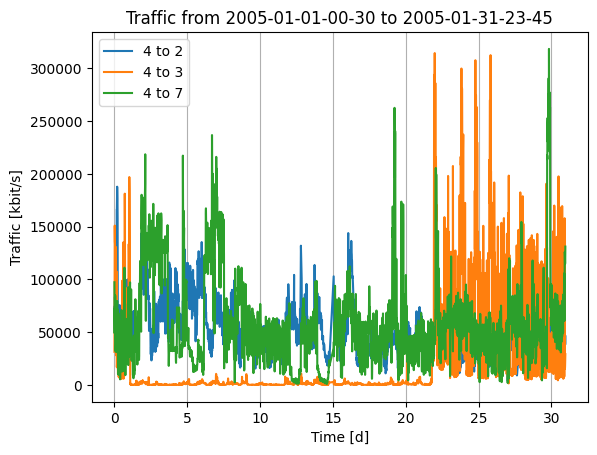 Traffic from 2005-01-01-00-30 to 2005-01-31-23-45
4 to 2
4 to 3
4 to 7
300000
250000
200000
150000
100000
50000
0
Traffic [kbit/s]
0 5 10 15 20 25 30
Time [d]